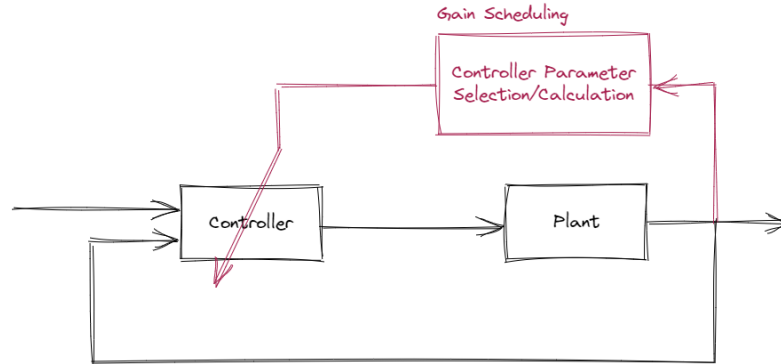 Gain Scheduling
Controller Parameter
Selection/Calculation
Controller
Plant